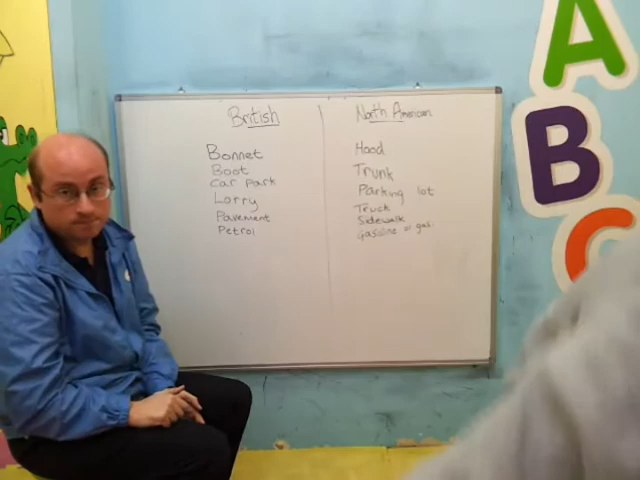 British
Bonnet
Boot
Car Park
Lorry
Pavement
Petrol
North American
Hood
Trunk
Parking lot
Truck
Sidewalk
Gasoline or gas.
A
B
C